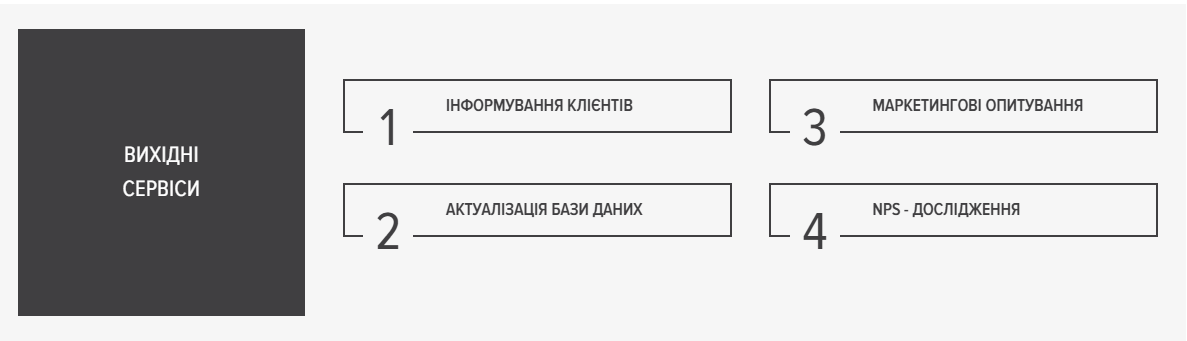 ВИХІДНІ
СЕРВІСИ
1
ІНФОРМУВАННЯ КЛІЄНТІВ
2
АКТУАЛІЗАЦІЯ БАЗИ ДАНИХ
3
МАРКЕТИНГОВІ ОПИТУВАННЯ
4
NPS - ДОСЛІДЖЕННЯ